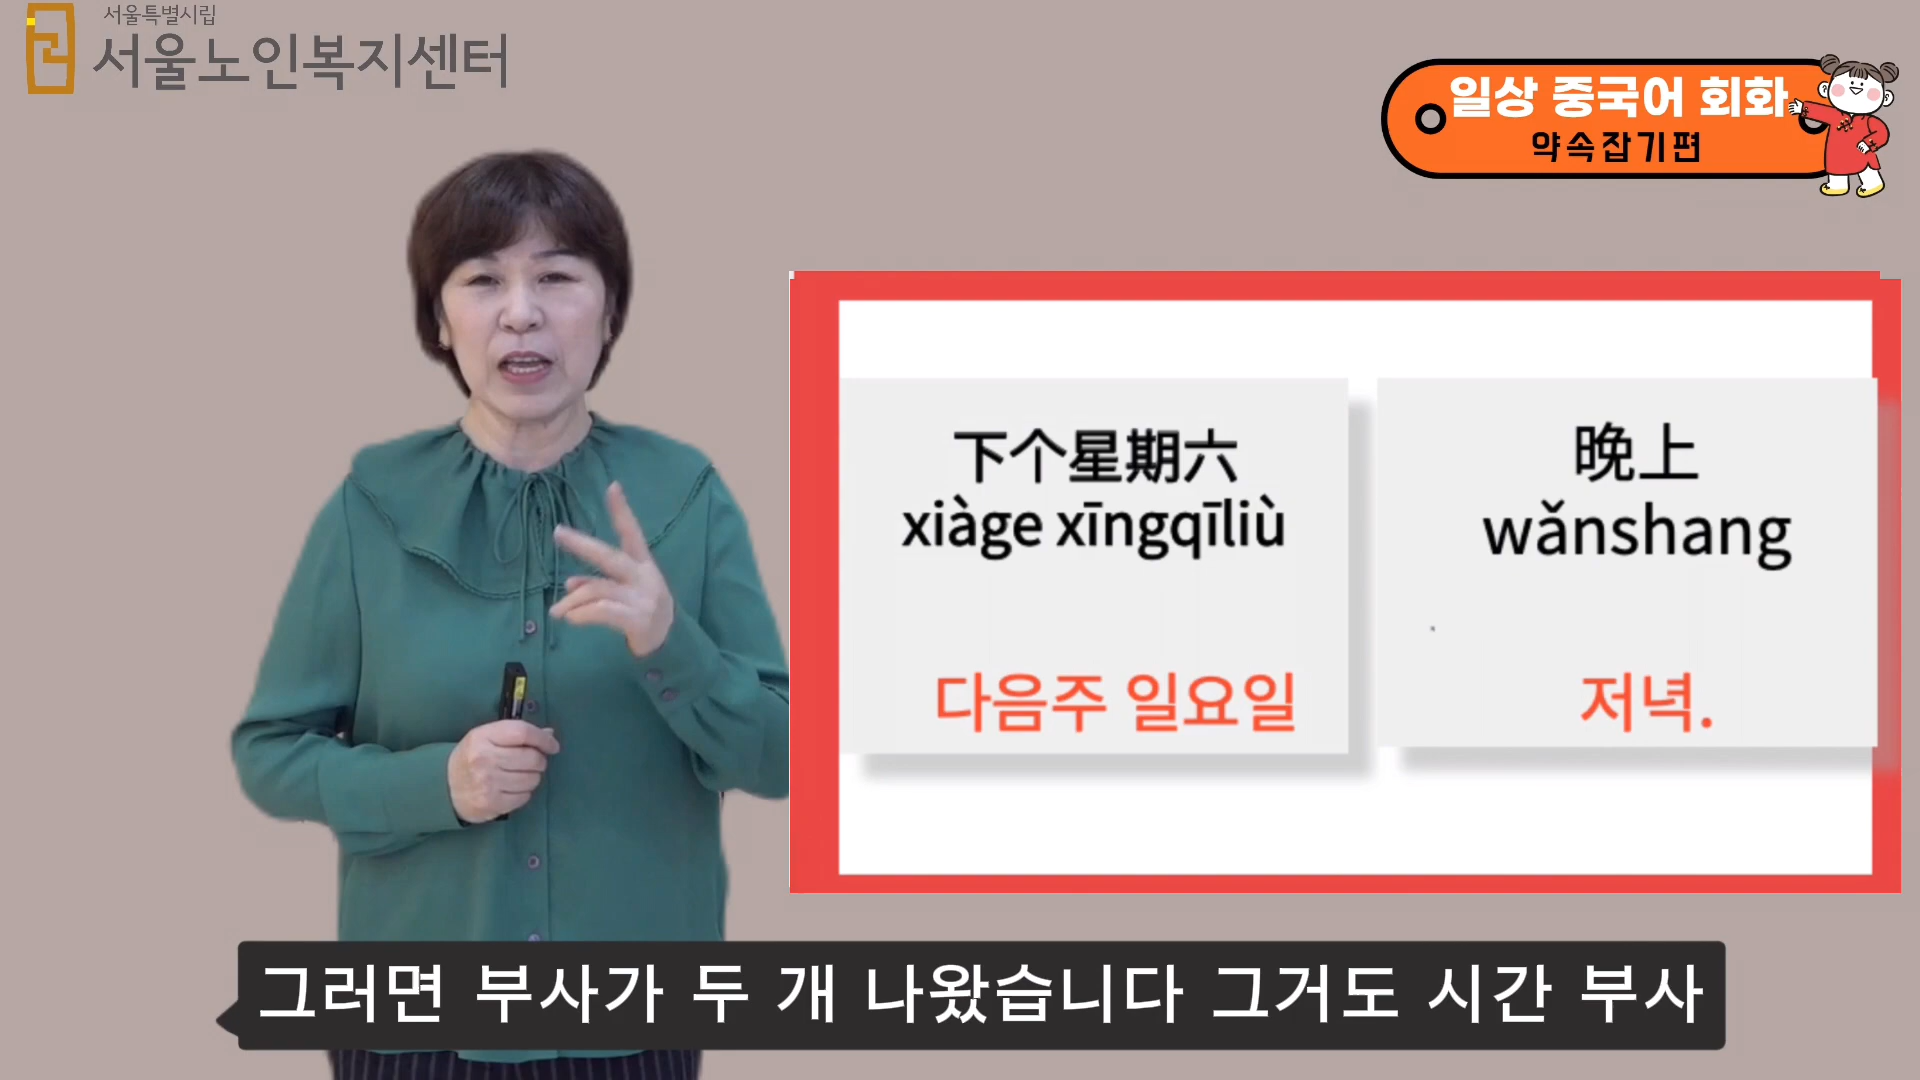 서울특별시립
서울노인복지센터
일상 중국어 회화
약속잡기편
下个星期六
xiàge xīngqīliù
다음주 일요일
晚上
wǎnshang
저녁.
그러면 부사가 두 개 나왔습니다 그거도 시간 부사